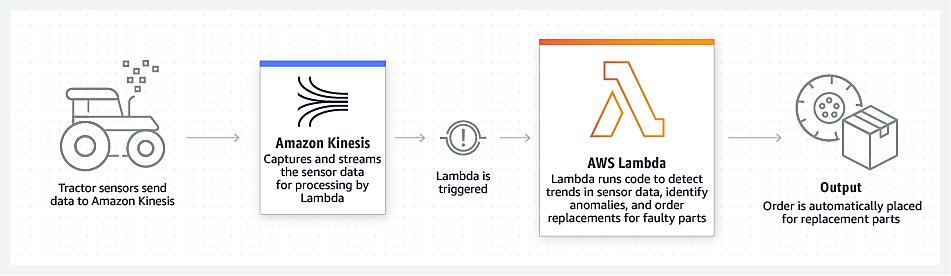 Tractor sensors send
data to Amazon Kinesis
Amazon Kinesis
Captures and streams
the sensor data
for processing by
Lambda
Lambda is
triggered
AWS Lambda
Lambda runs code to detect
trends in sensor data, identify
anomalies, and order
replacements for faulty parts
Output
Order is automatically placed
for replacement parts